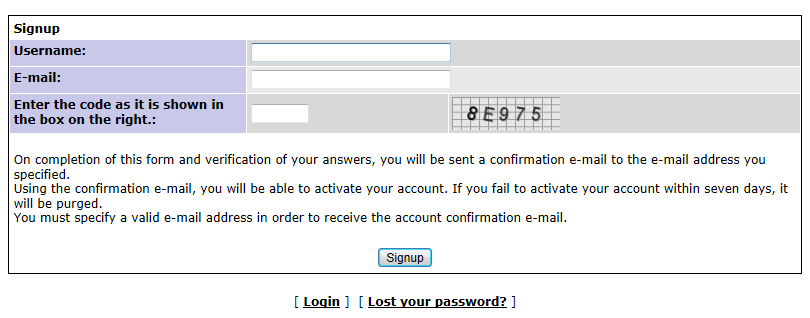 Signup
Username:
E-mail:
Enter the code as it is shown in
the box on the right.:
8E975
On completion of this form and verification of your answers, you will be sent a confirmation e-mail to the e-mail address you
specified.
Using the confirmation e-mail, you will be able to activate your account. If you fail to activate your account within seven days, it
will be purged.
You must specify a valid e-mail address in order to receive the account confirmation e-mail.
Signup
[ Login ] [ Lost your password? ]